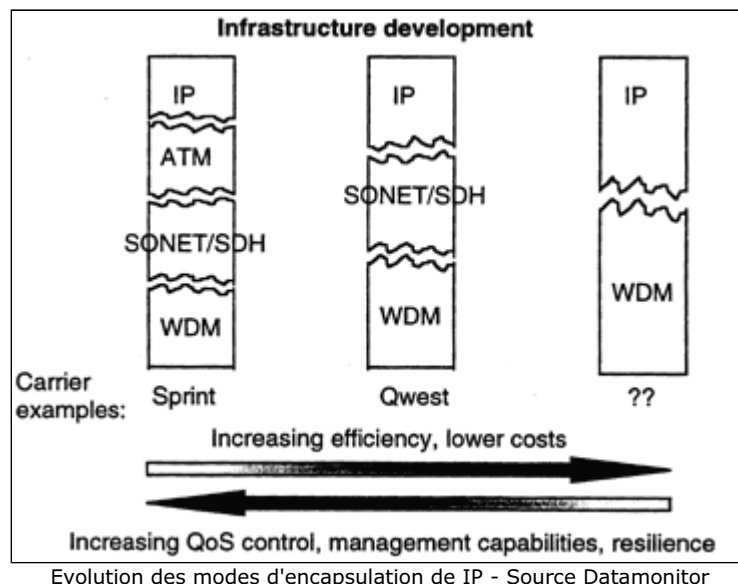 Infrastructure development
IP IP IP
ATM
SONET/SDH SONET/SDH
WDM WDM WDM
Carrier
examples: Sprint Qwest ??
Increasing efficiency, lower costs
Increasing QoS control, management capabilities, resilience
Evolution des modes d'encapsulation de IP - Source Datamonitor